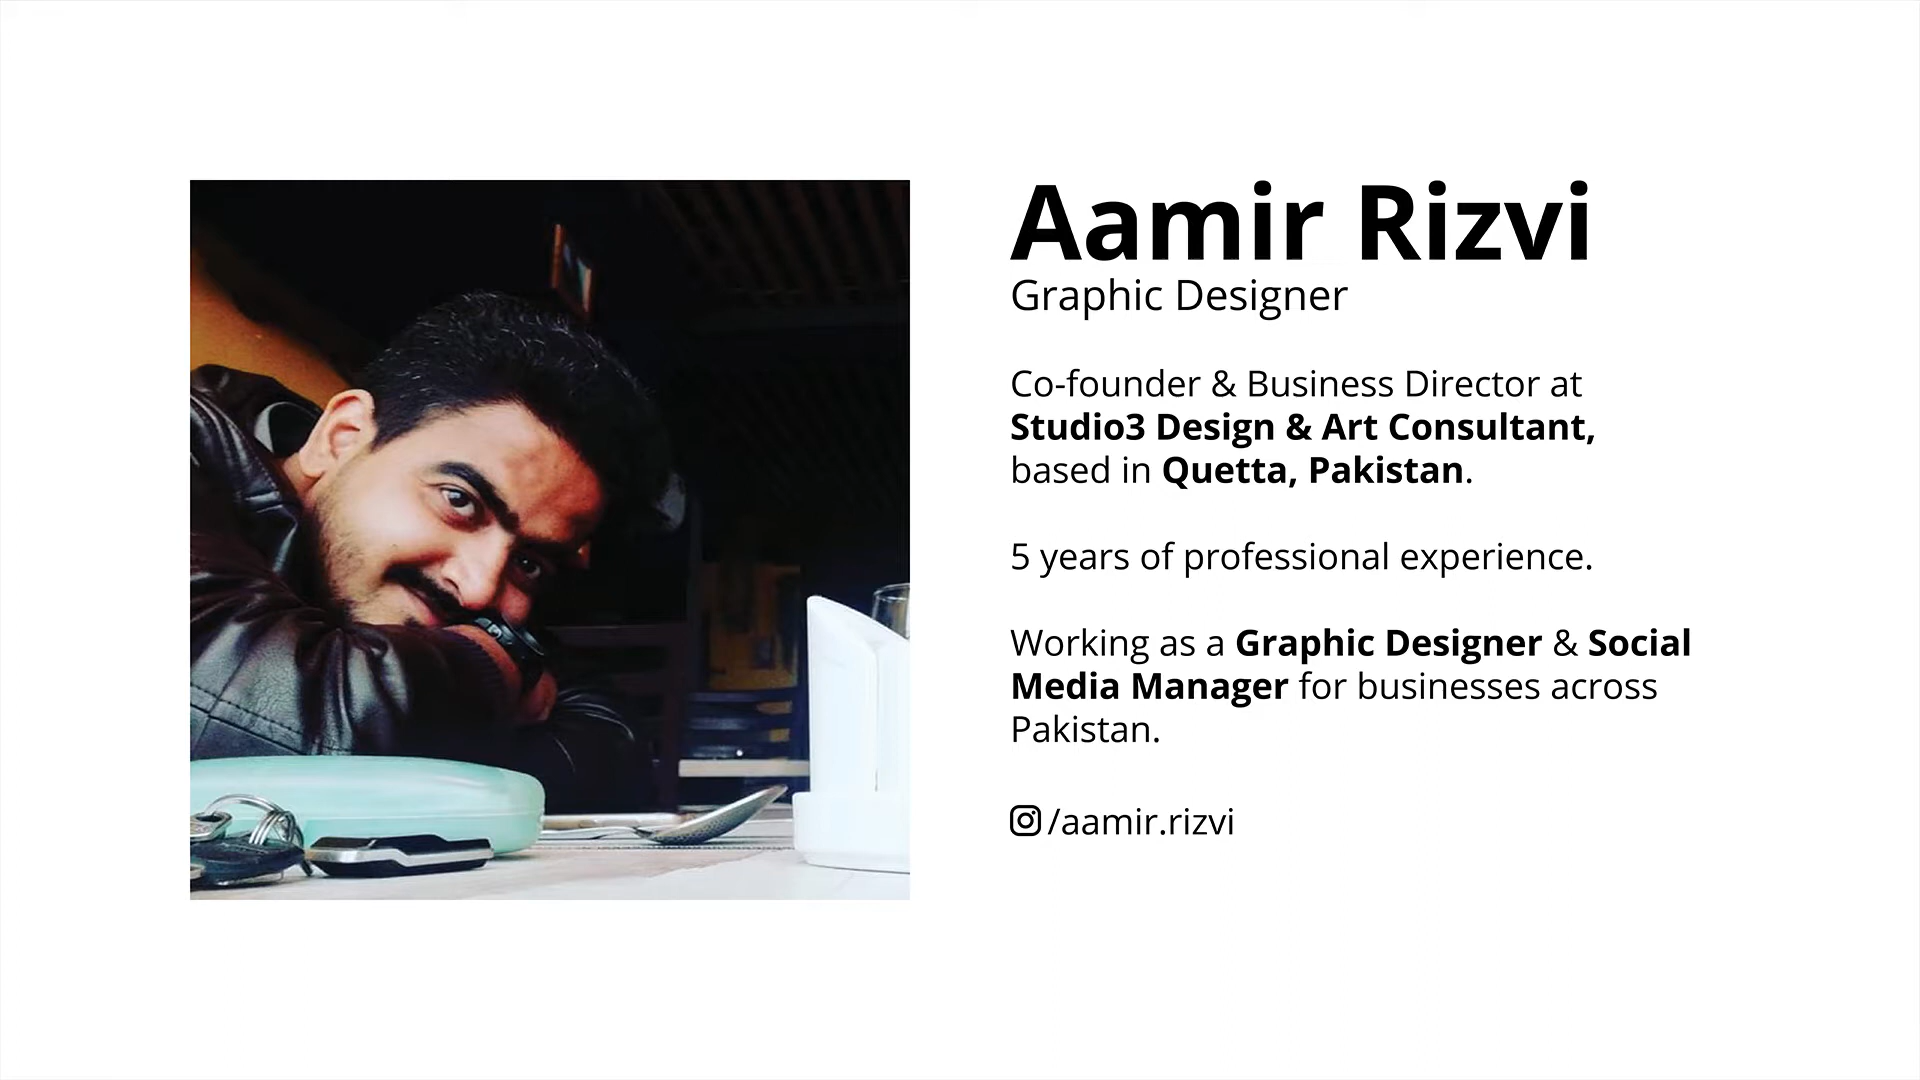 Aamir Rizvi
Graphic Designer
Co-founder & Business Director at
Studio3 Design & Art Consultant,
based in Quetta, Pakistan.
5 years of professional experience.
Working as a Graphic Designer & Social
Media Manager for businesses across
Pakistan.
/aamir.rizvi